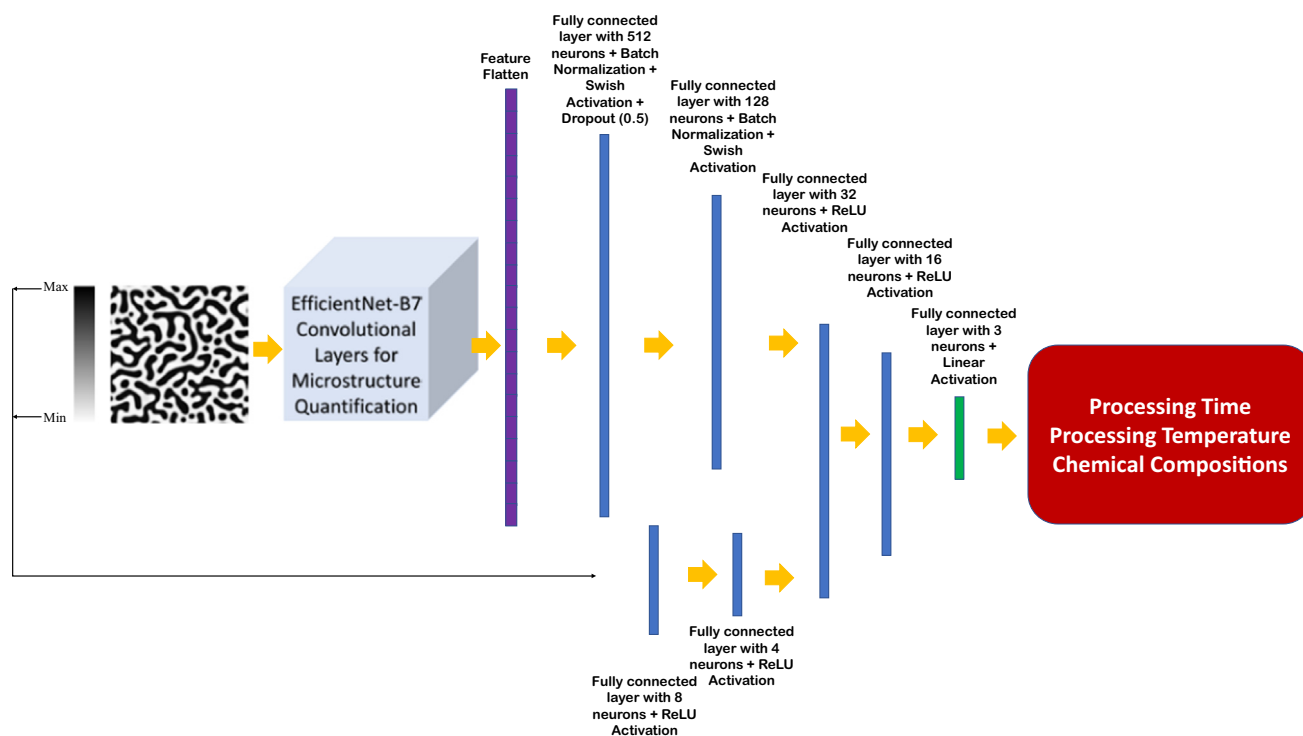 Feature
Flatten
Fully connected
layer with 512
neurons + Batch
Normalization +
Swish
Activation +
Dropout (0.5)
Fully connected
layer with 128
neurons + Batch
Normalization +
Swish
Activation
Fully connected
layer with 32
neurons + ReLU
Activation
Fully connected
layer with 16
neurons + ReLU
Activation
Fully connected
layer with 3
neurons +
Linear
Activation
Max
Min
EfficientNet-B7
Convolutional
Layers for
Microstructure
Quantification
Processing Time
Processing Temperature
Chemical Compositions
Fully connected
layer with 8
neurons + ReLU
Activation
Fully connected
layer with 4
neurons + ReLU
Activation